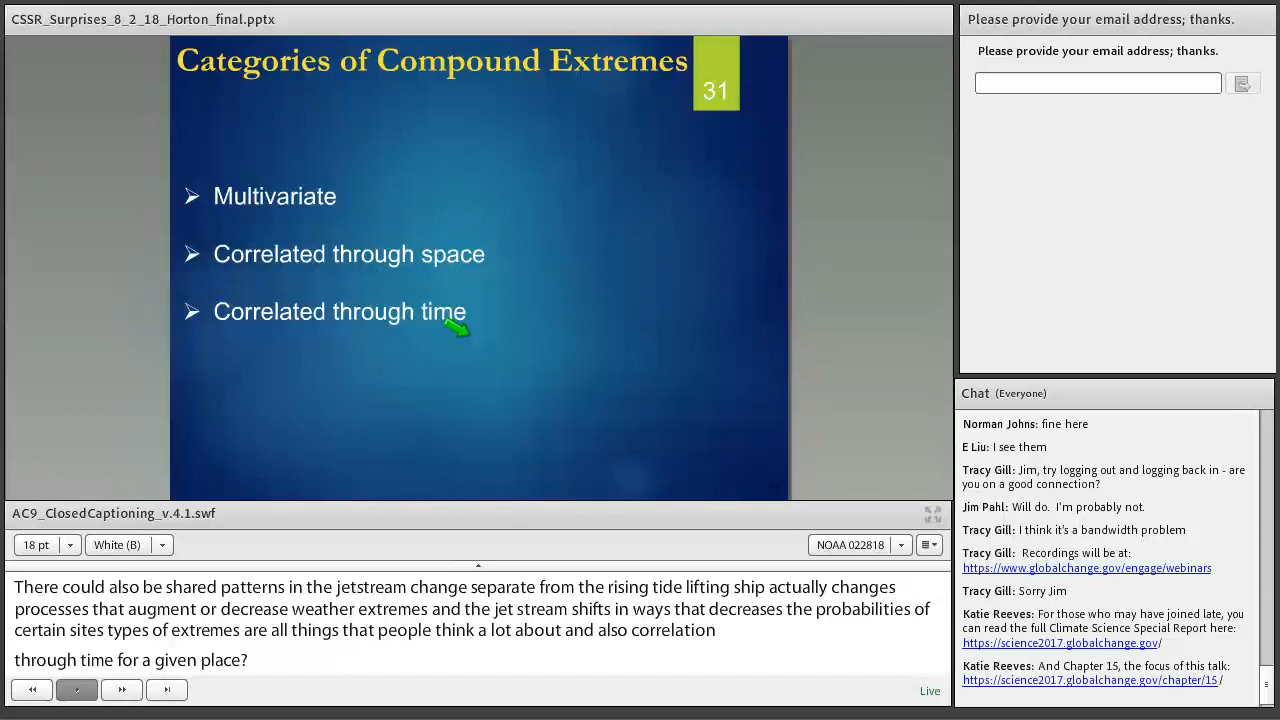 CSSR_Surprises_8_2_18_Horton_final.pptx
Categories of Compound Extremes
31
Multivariate
Correlated through space
Correlated through time
AC9_ClosedCaptioning_v.4.1.swf
18 pt
White (B)
NOAA 022818
There could also be shared patterns in the jetstream change separate from the rising tide lifting ship actually changes
processes that augment or decrease weather extremes and the jet stream shifts in ways that decreases the probabilities of
certain sites types of extremes are all things that people think a lot about and also correlation
through time for a given place?
Live
Please provide your email address; thanks.
Please provide your email address; thanks.
Chat (Everyone)
Norman Johns: fine here
E Liu: I see them
Tracy Gill: Jim, try logging out and logging back in - are
you on a good connection?
Jim Pahl: Will do. I'm probably not.
Tracy Gill: I think it's a bandwidth problem
Tracy Gill: Recordings will be at:
https://www.globalchange.gov/engage/webinars
Tracy Gill: Sorry Jim
Katie Reeves: For those who may have joined late, you
can read the full Climate Science Special Report here:
https://science2017.globalchange.gov/
Katie Reeves: And Chapter 15, the focus of this talk:
https://science2017.globalchange.gov/chapter/15/